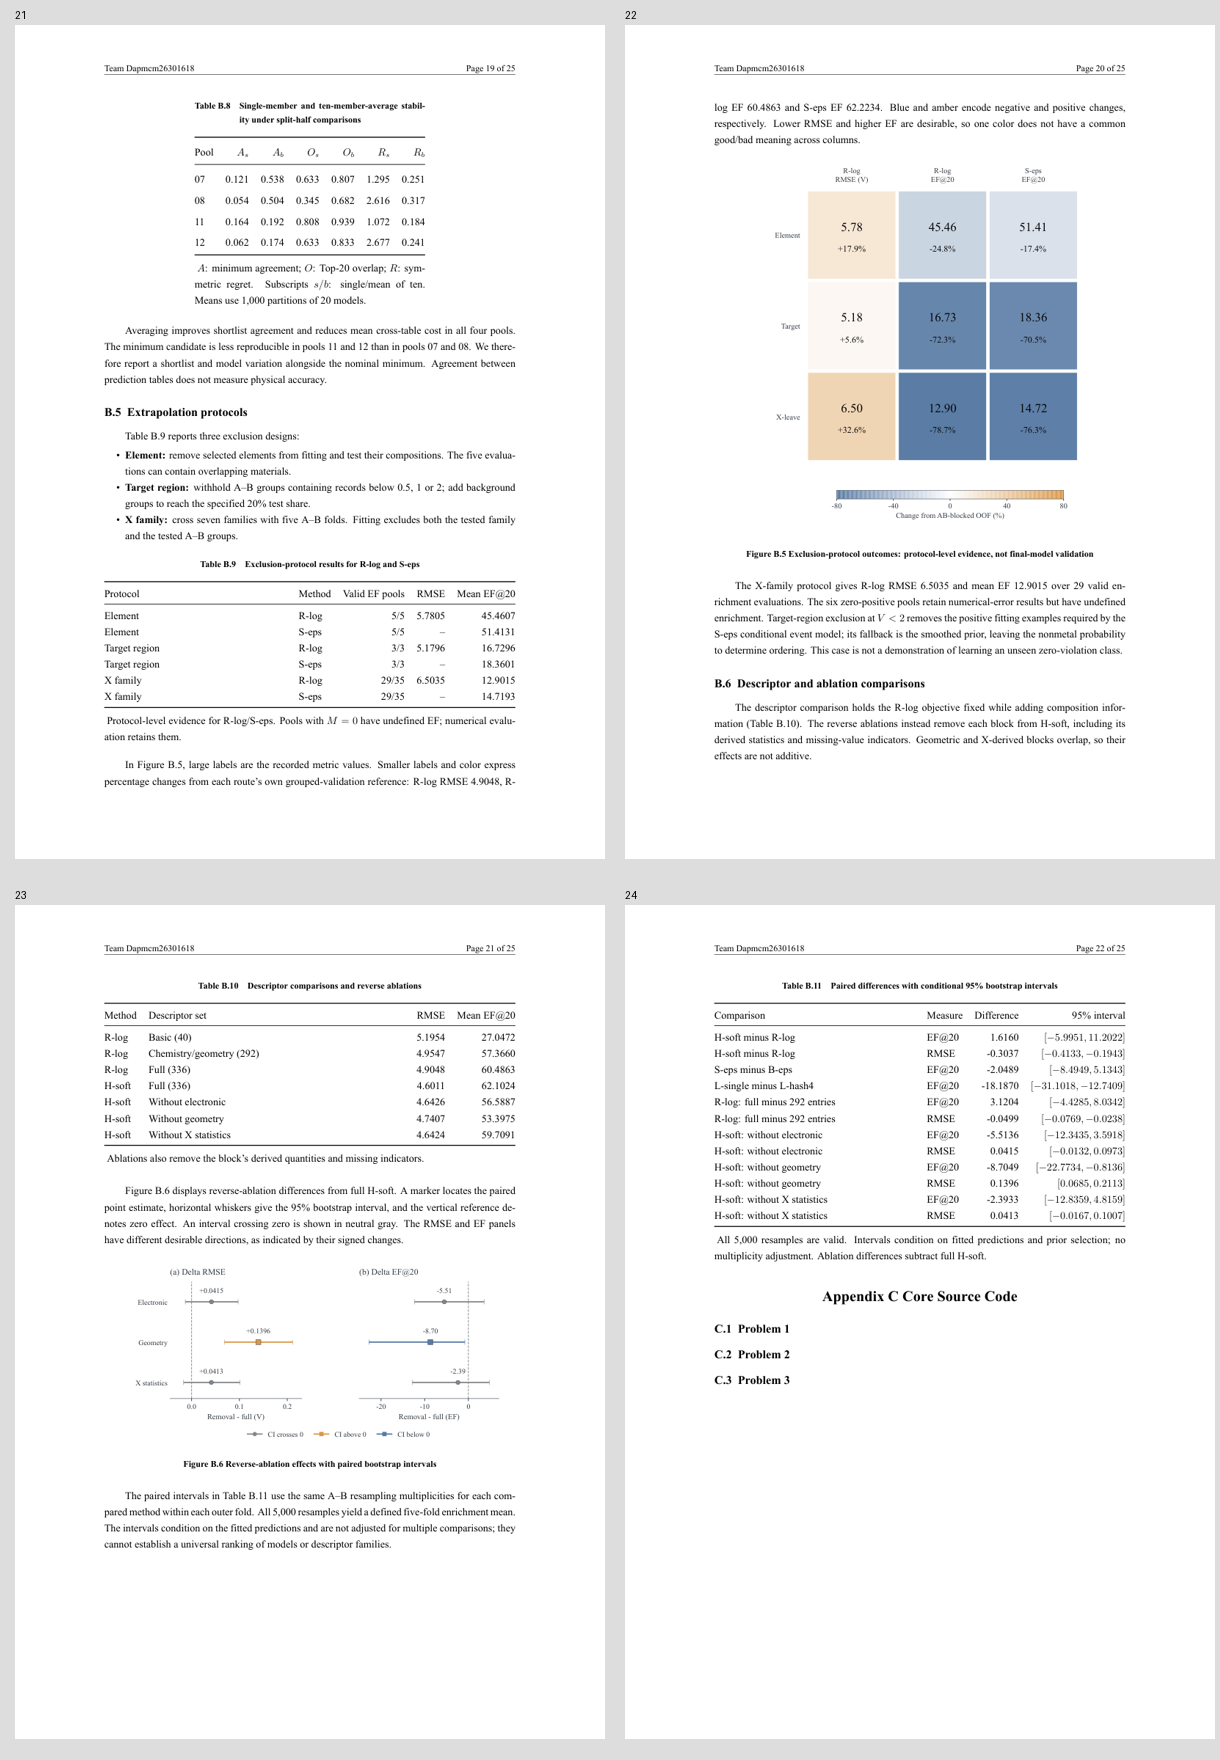 21
Team Dapmcm26301618 Page 19 of 25
Table B.8 Single-member and ten-member-average stabil-
ity under split-half comparisons
Pool A_s A_b O_s O_b R_s R_b
07 0.121 0.538 0.633 0.807 1.295 0.251
08 0.054 0.504 0.345 0.682 2.616 0.317
11 0.164 0.192 0.808 0.939 1.072 0.184
12 0.062 0.174 0.633 0.833 2.677 0.241
A: minimum agreement; O: Top-20 overlap; R: sym-
metric regret. Subscripts s/b: single/mean of ten.
Means use 1,000 partitions of 20 models.
Averaging improves shortlist agreement and reduces mean cross-table cost in all four pools.
The minimum candidate is less reproducible in pools 11 and 12 than in pools 07 and 08. We there-
fore report a shortlist and model variation alongside the nominal minimum. Agreement between
prediction tables does not measure physical accuracy.
B.5 Extrapolation protocols
Table B.9 reports three exclusion designs:
• Element: remove selected elements from fitting and test their compositions. The five evalua-
tions can contain overlapping materials.
• Target region: withhold A–B groups containing records below 0.5, 1 or 2; add background
groups to reach the specified 20% test share.
• X family: cross seven families with five A–B folds. Fitting excludes both the tested family
and the tested A–B groups.
Table B.9 Exclusion-protocol results for R-log and S-eps
Protocol Method Valid EF pools RMSE Mean EF@20
Element R-log 5/5 5.7805 45.4607
Element S-eps 5/5 – 51.4131
Target region R-log 3/3 5.1796 16.7296
Target region S-eps 3/3 – 18.3601
X family R-log 29/35 6.5035 12.9015
X family S-eps 29/35 – 14.7193
Protocol-level evidence for R-log/S-eps. Pools with M = 0 have undefined EF; numerical evalu-
ation retains them.
In Figure B.5, large labels are the recorded metric values. Smaller labels and color express
percentage changes from each route's own grouped-validation reference: R-log RMSE 4.9048, R-
22
Team Dapmcm26301618 Page 20 of 25
log EF 60.4863 and S-eps EF 62.2234. Blue and amber encode negative and positive changes,
respectively. Lower RMSE and higher EF are desirable, so one color does not have a common
good/bad meaning across columns.
R-log R-log S-eps
RMSE (V) EF@20 EF@20
5.78 45.46 51.41
Element
+17.9% -24.8% -17.4%
5.18 16.73 18.36
Target
+5.6% -72.3% -70.5%
6.50 12.90 14.72
X-leave
+32.6% -78.7% -76.3%
-80 -40 0 40 80
Change from AB-blocked OOF (%)
Figure B.5 Exclusion-protocol outcomes: protocol-level evidence, not final-model validation
The X-family protocol gives R-log RMSE 6.5035 and mean EF 12.9015 over 29 valid en-
richment evaluations. The six zero-positive pools retain numerical-error results but have undefined
enrichment. Target-region exclusion at V < 2 removes the positive fitting examples required by the
S-eps conditional event model; its fallback is the smoothed prior, leaving the nonmetal probability
to determine ordering. This case is not a demonstration of learning an unseen zero-violation class.
B.6 Descriptor and ablation comparisons
The descriptor comparison holds the R-log objective fixed while adding composition infor-
mation (Table B.10). The reverse ablations instead remove each block from H-soft, including its
derived statistics and missing-value indicators. Geometric and X-derived blocks overlap, so their
effects are not additive.
23
Team Dapmcm26301618 Page 21 of 25
Table B.10 Descriptor comparisons and reverse ablations
Method Descriptor set RMSE Mean EF@20
R-log Basic (40) 5.1954 27.0472
R-log Chemistry/geometry (292) 4.9547 57.3660
R-log Full (336) 4.9048 60.4863
H-soft Full (336) 4.6011 62.1024
H-soft Without electronic 4.6426 56.5887
H-soft Without geometry 4.7407 53.3975
H-soft Without X statistics 4.6424 59.7091
Ablations also remove the block's derived quantities and missing indicators.
Figure B.6 displays reverse-ablation differences from full H-soft. A marker locates the paired
point estimate, horizontal whiskers give the 95% bootstrap interval, and the vertical reference de-
notes zero effect. An interval crossing zero is shown in neutral gray. The RMSE and EF panels
have different desirable directions, as indicated by their signed changes.
(a) Delta RMSE (b) Delta EF@20
+0.0415 -5.51
Electronic
+0.1396 -8.70
Geometry
+0.0413 -2.39
X statistics
0.0 0.1 0.2 -20 -10 0
Removal - full (V) Removal - full (EF)
CI crosses 0 CI above 0 CI below 0
Figure B.6 Reverse-ablation effects with paired bootstrap intervals
The paired intervals in Table B.11 use the same A–B resampling multiplicities for each com-
pared method within each outer fold. All 5,000 resamples yield a defined five-fold enrichment mean.
The intervals condition on the fitted predictions and are not adjusted for multiple comparisons; they
cannot establish a universal ranking of models or descriptor families.
24
Team Dapmcm26301618 Page 22 of 25
Table B.11 Paired differences with conditional 95% bootstrap intervals
Comparison Measure Difference 95% interval
H-soft minus R-log EF@20 1.6160 [−5.9951, 11.2022]
H-soft minus R-log RMSE -0.3037 [−0.4133, −0.1943]
S-eps minus B-eps EF@20 -2.0489 [−8.4949, 5.1343]
L-single minus L-hash4 EF@20 -18.1870 [−31.1018, −12.7409]
R-log: full minus 292 entries EF@20 3.1204 [−4.4285, 8.0342]
R-log: full minus 292 entries RMSE -0.0499 [−0.0769, −0.0238]
H-soft: without electronic EF@20 -5.5136 [−12.3435, 3.5918]
H-soft: without electronic RMSE 0.0415 [−0.0132, 0.0973]
H-soft: without geometry EF@20 -8.7049 [−22.7734, −0.8136]
H-soft: without geometry RMSE 0.1396 [0.0685, 0.2113]
H-soft: without X statistics EF@20 -2.3933 [−12.8359, 4.8159]
H-soft: without X statistics RMSE 0.0413 [−0.0167, 0.1007]
All 5,000 resamples are valid. Intervals condition on fitted predictions and prior selection; no
multiplicity adjustment. Ablation differences subtract full H-soft.
Appendix C Core Source Code
C.1 Problem 1
C.2 Problem 2
C.3 Problem 3